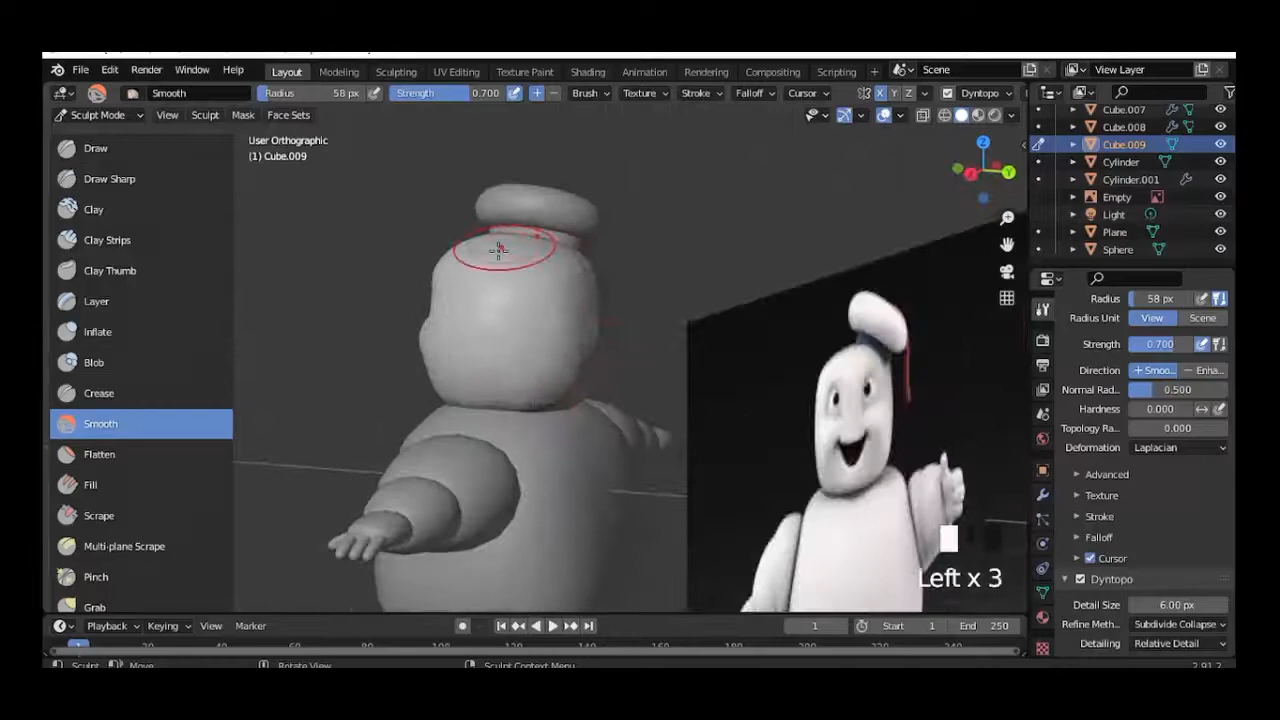 File Edit Render Window Help Layout Modeling Sculpting UV Editing Texture Paint Shading Animation Rendering Compositing Scripting + Scene View Layer
Smooth Radius 58 px Strength 0.700 + − Brush Texture Stroke Falloff Cursor X Y Z Dyntopo
Sculpt Mode View Sculpt Mask Face Sets
User Orthographic
(1) Cube.009
Draw
Draw Sharp
Clay
Clay Strips
Clay Thumb
Layer
Inflate
Blob
Crease
Smooth
Flatten
Fill
Scrape
Multi-plane Scrape
Pinch
Grab
Z
Y
X
Left x 3
Cube.007
Cube.008
Cube.009
Cylinder
Cylinder.001
Empty
Light
Plane
Sphere
Radius 58 px
Radius Unit View Scene
Strength 0.700
Direction + Smoo... − Enha...
Normal Rad... 0.500
Hardness 0.000
Topology Ra... 0.000
Deformation Laplacian
Advanced
Texture
Stroke
Falloff
Cursor
Dyntopo
Detail Size 6.00 px
Refine Meth... Subdivide Collapse
Detailing Relative Detail
Playback Keying View Marker 1 Start 1 End 250
1
Sculpt Move Rotate View Sculpt Context Menu 2.91.2